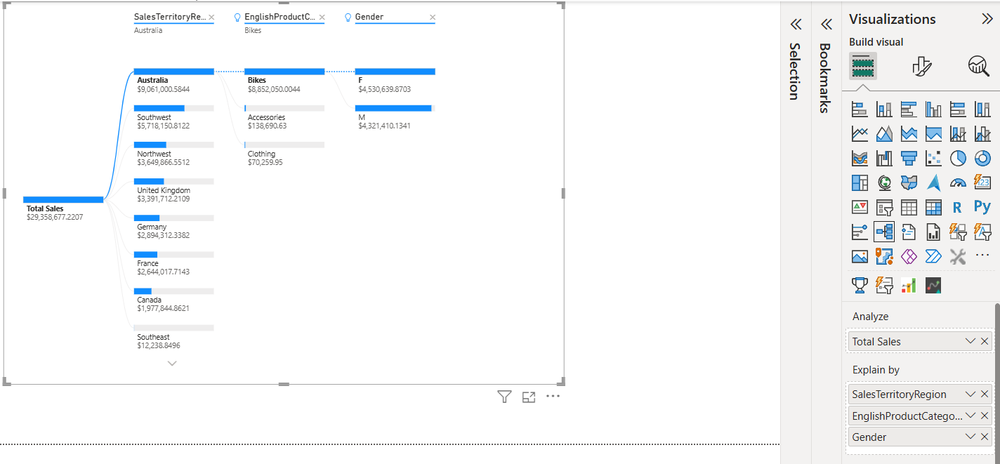 SalesTerritoryRe...
EnglishProductC...
Gender
Australia
Bikes
Australia
$9,061,000.5844
Southwest
$5,718,150.8122
Northwest
$3,649,866.5512
United Kingdom
$3,391,712.2109
Germany
$2,894,312.3382
France
$2,644,017.7143
Canada
$1,977,844.8621
Southeast
$12,238.8496
Total Sales
$29,358,677.2207
Bikes
$8,852,050.0044
Accessories
$138,690.63
Clothing
$70,259.95
F
$4,530,639.8703
M
$4,321,410.1341
Selection
Bookmarks
Visualizations
Build visual
123
R
Py
Analyze
Total Sales
Explain by
SalesTerritoryRegion
EnglishProductCatego...
Gender